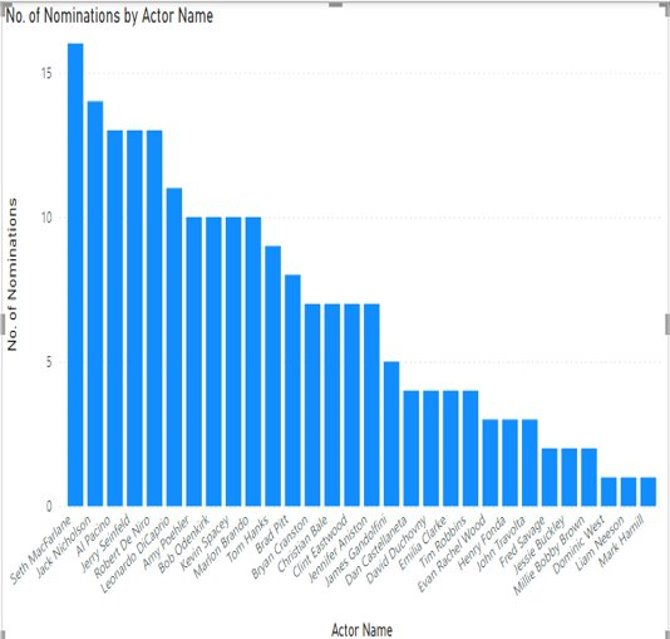 No. of Nominations by Actor Name
15
10
5
0
No. of Nominations
Seth MacFarlane
Jack Nicholson
Al Pacino
Jerry Seinfeld
Robert De Niro
Leonardo DiCaprio
Amy Poehler
Bob Odenkirk
Kevin Spacey
Marlon Brando
Tom Hanks
Brad Pitt
Bryan Cranston
Christian Bale
Clint Eastwood
Jennifer Aniston
James Gandolfini
Dan Castellaneta
David Duchovny
Emilia Clarke
Tim Robbins
Evan Rachel Wood
Henry Fonda
John Travolta
Fred Savage
Jessie Buckley
Millie Bobby Brown
Dominic West
Liam Neeson
Mark Hamill
Actor Name